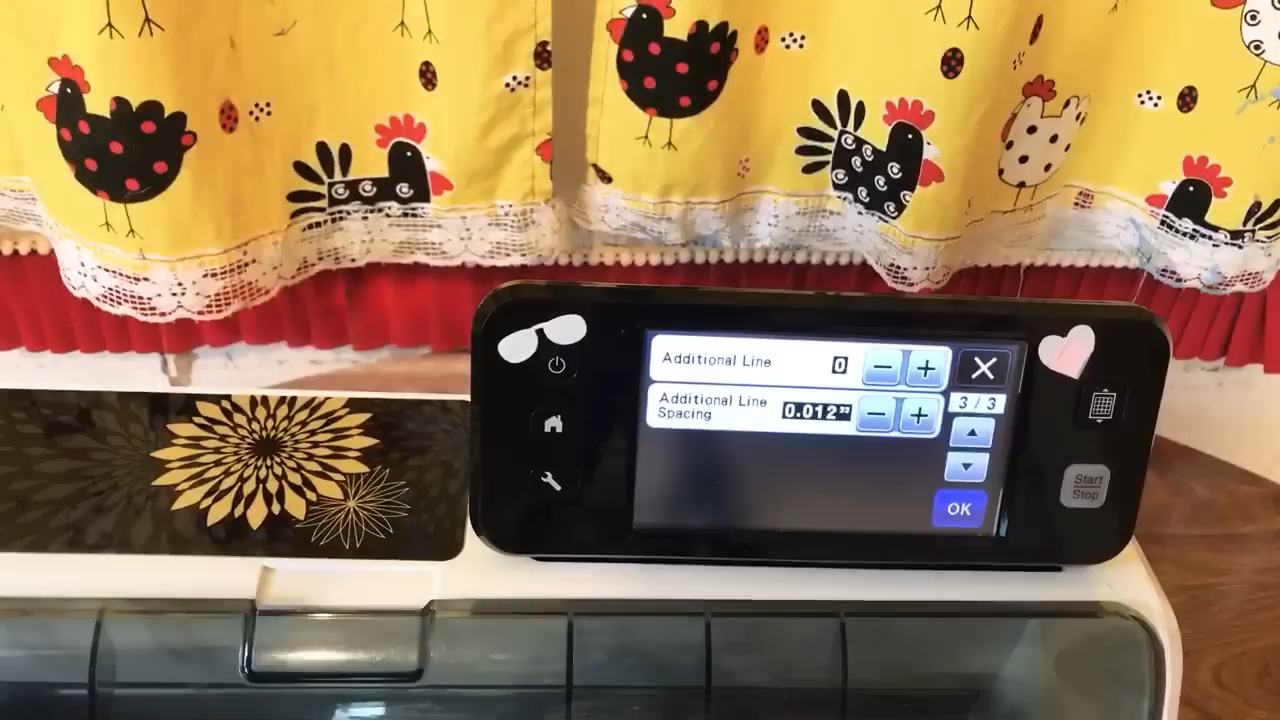 Additional Line 0
Additional Line
Spacing 0.012"
3 / 3
OK
Start
Stop